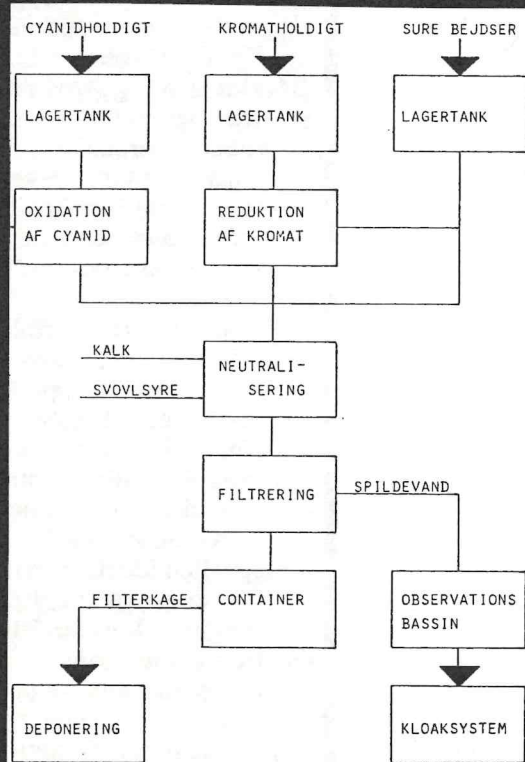 CYANIDHOLDIGT
KROMATHOLDIGT
SURE BEJDSER
LAGERTANK
LAGERTANK
LAGERTANK
OXIDATION
AF CYANID
REDUKTION
AF KROMAT
KALK
SVOVLSYRE
NEUTRALI-
SERING
FILTRERING
SPILDEVAND
FILTERKAGE
CONTAINER
OBSERVATIONS
BASSIN
DEPONERING
KLOAKSYSTEM